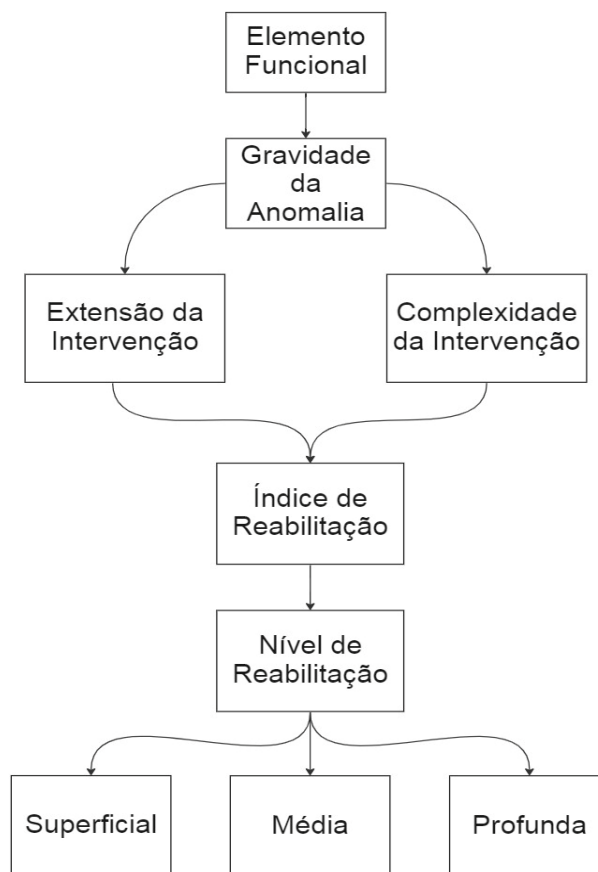 Elemento
Funcional
Gravidade
da
Anomalia
Extensão da
Intervenção
Complexidade
da Intervenção
Índice de
Reabilitação
Nível de
Reabilitação
Superficial
Média
Profunda